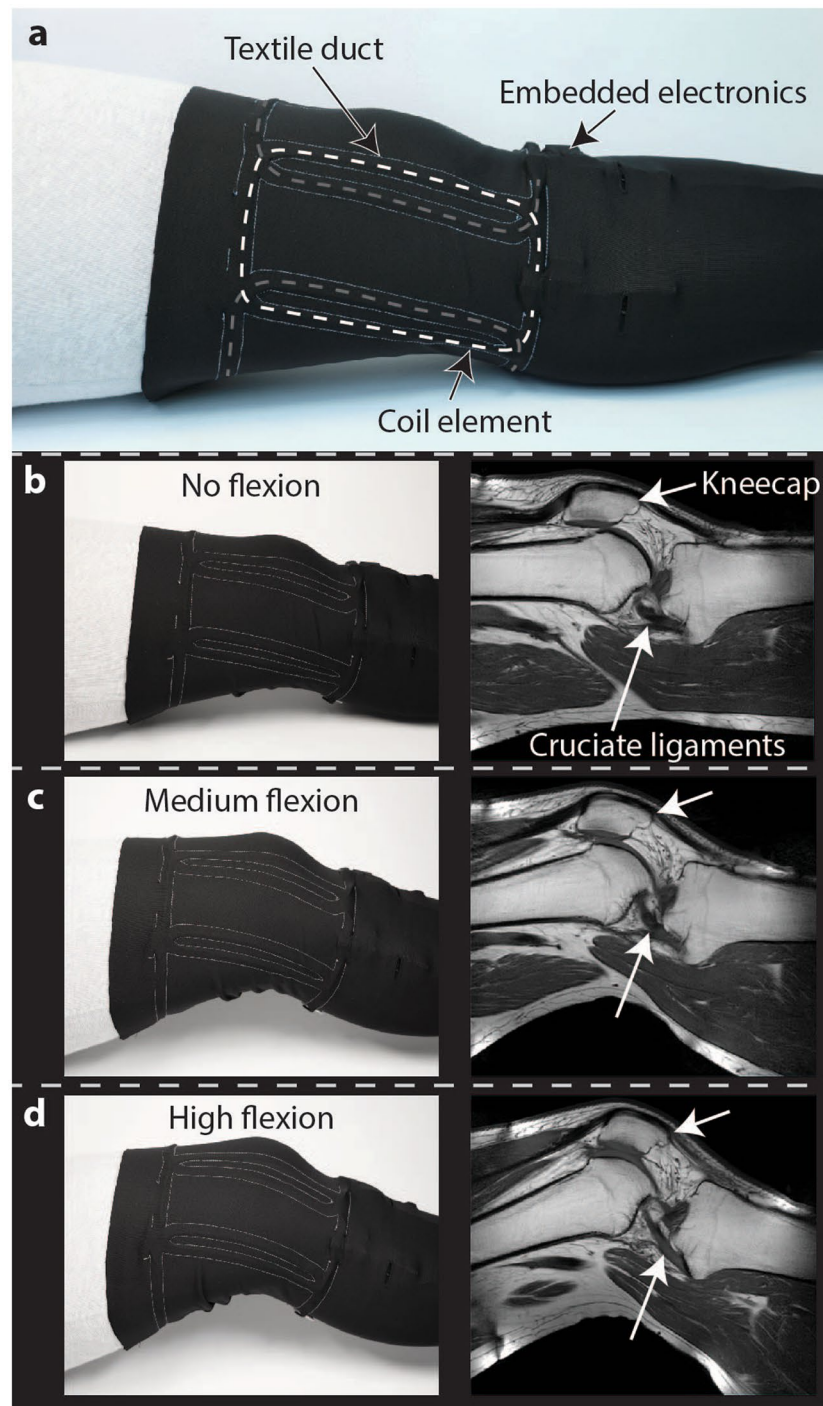 a
Textile duct
Embedded electronics
Coil element
b
No flexion
Kneecap
Cruciate ligaments
c
Medium flexion
d
High flexion